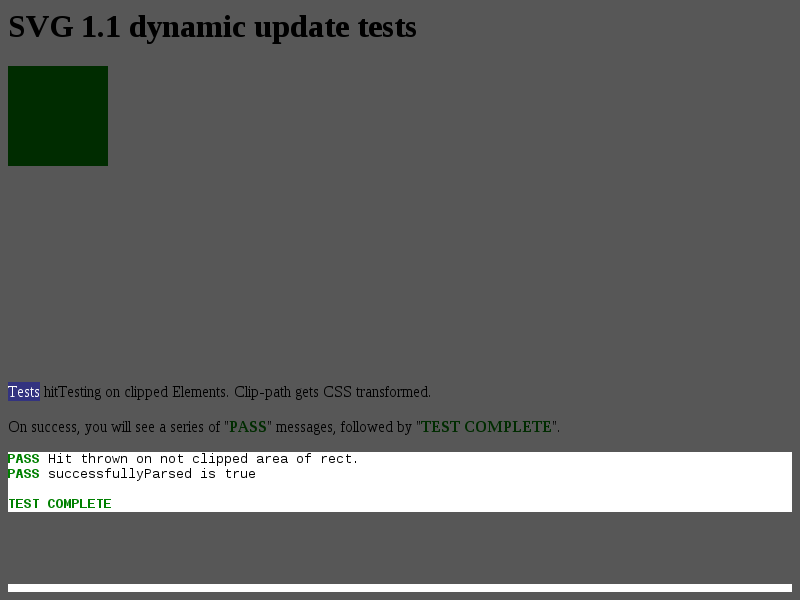 SVG 1.1 dynamic update tests
Tests hitTesting on clipped Elements. Clip-path gets CSS transformed.
On success, you will see a series of "PASS" messages, followed by "TEST COMPLETE".
PASS Hit thrown on not clipped area of rect.
PASS successfullyParsed is true
TEST COMPLETE